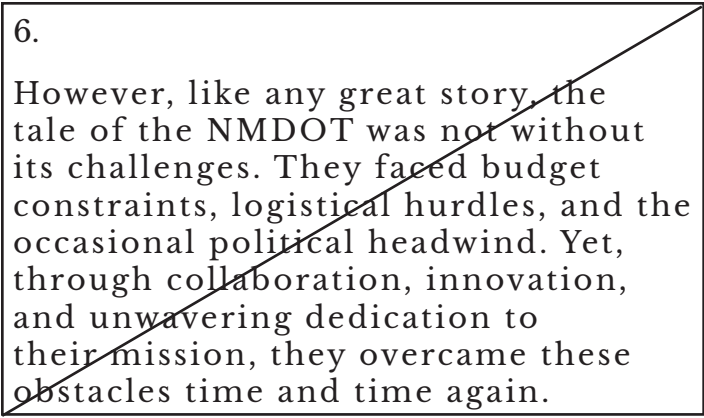 6.
However, like any great story, the
tale of the NMDOT was not without
its challenges. They faced budget
constraints, logistical hurdles, and the
occasional political headwind. Yet,
through collaboration, innovation,
and unwavering dedication to
their mission, they overcame these
obstacles time and time again.